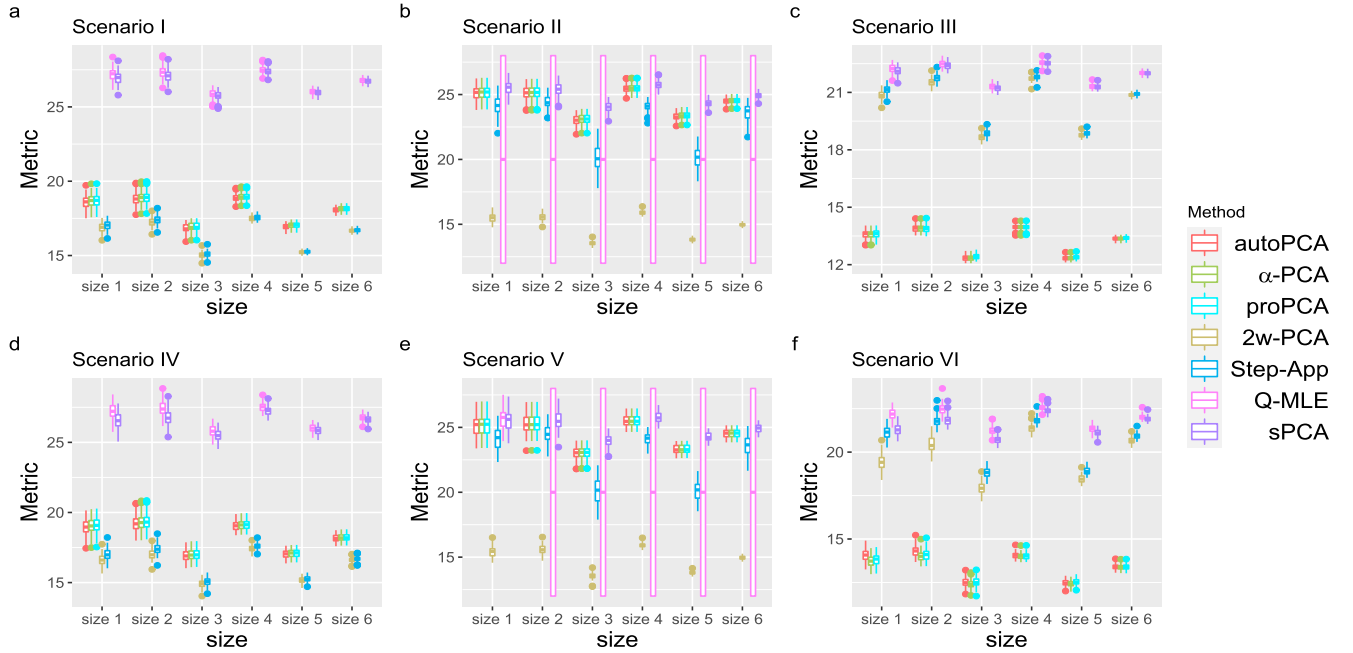 a
Scenario I
Metric
25
20
15
size 1
size 2
size 3
size 4
size 5
size 6
size
b
Scenario II
Metric
25
20
15
size 1
size 2
size 3
size 4
size 5
size 6
size
c
Scenario III
Metric
21
18
15
12
size 1
size 2
size 3
size 4
size 5
size 6
size
d
Scenario IV
Metric
25
20
15
size 1
size 2
size 3
size 4
size 5
size 6
size
e
Scenario V
Metric
25
20
15
size 1
size 2
size 3
size 4
size 5
size 6
size
f
Scenario VI
Metric
20
15
size 1
size 2
size 3
size 4
size 5
size 6
size
Method
autoPCA
α-PCA
proPCA
2w-PCA
Step-App
Q-MLE
sPCA